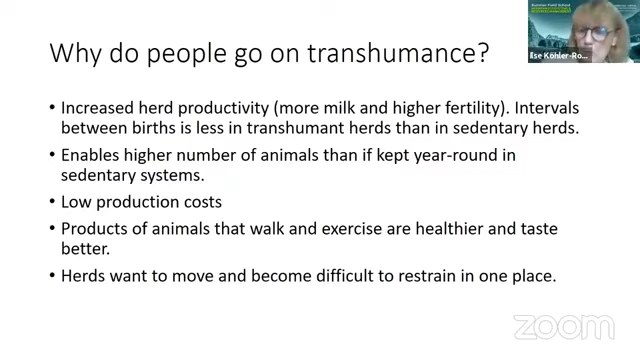 Why do people go on transhumance?
• Increased herd productivity (more milk and higher fertility). Intervals
between births is less in transhumant herds than in sedentary herds.
• Enables higher number of animals than if kept year-round in
sedentary systems.
• Low production costs
• Products of animals that walk and exercise are healthier and taste
better.
• Herds want to move and become difficult to restrain in one place.
Summer Field School
Ilse Köhler-Ro...
zoom